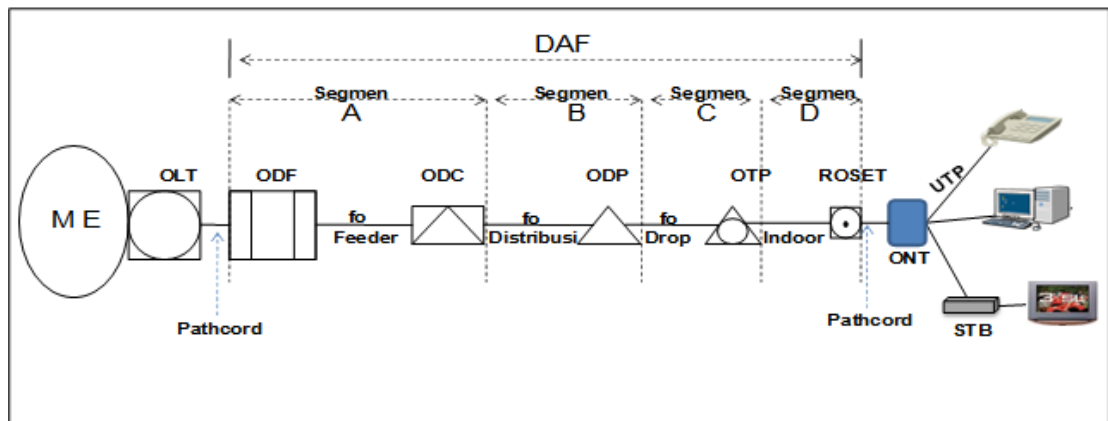 DAF
Segmen
A
Segmen
B
Segmen
C
Segmen
D
M E
OLT
ODF
ODC
ODP
OTP
ROSET
fo
Feeder
fo
Distribusi
fo
Drop
Indoor
UTP
ONT
STB
Pathcord
Pathcord